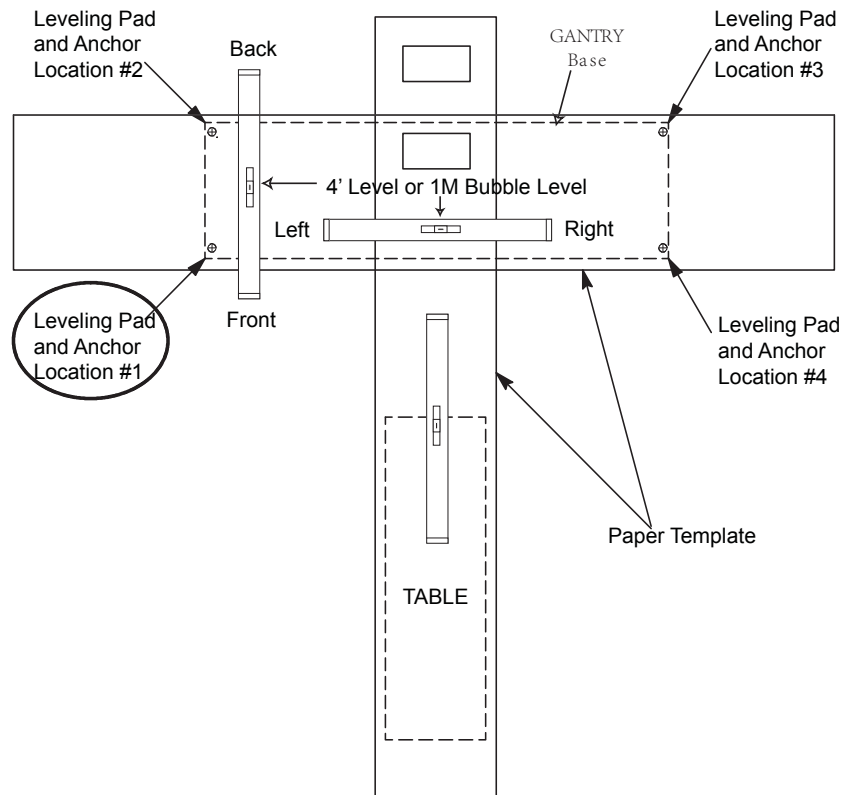 Leveling Pad
and Anchor
Location #2
Back
GANTRY
Base
Leveling Pad
and Anchor
Location #3
4' Level or 1M Bubble Level
Left
Right
Front
Leveling Pad
and Anchor
Location #1
Leveling Pad
and Anchor
Location #4
Paper Template
TABLE